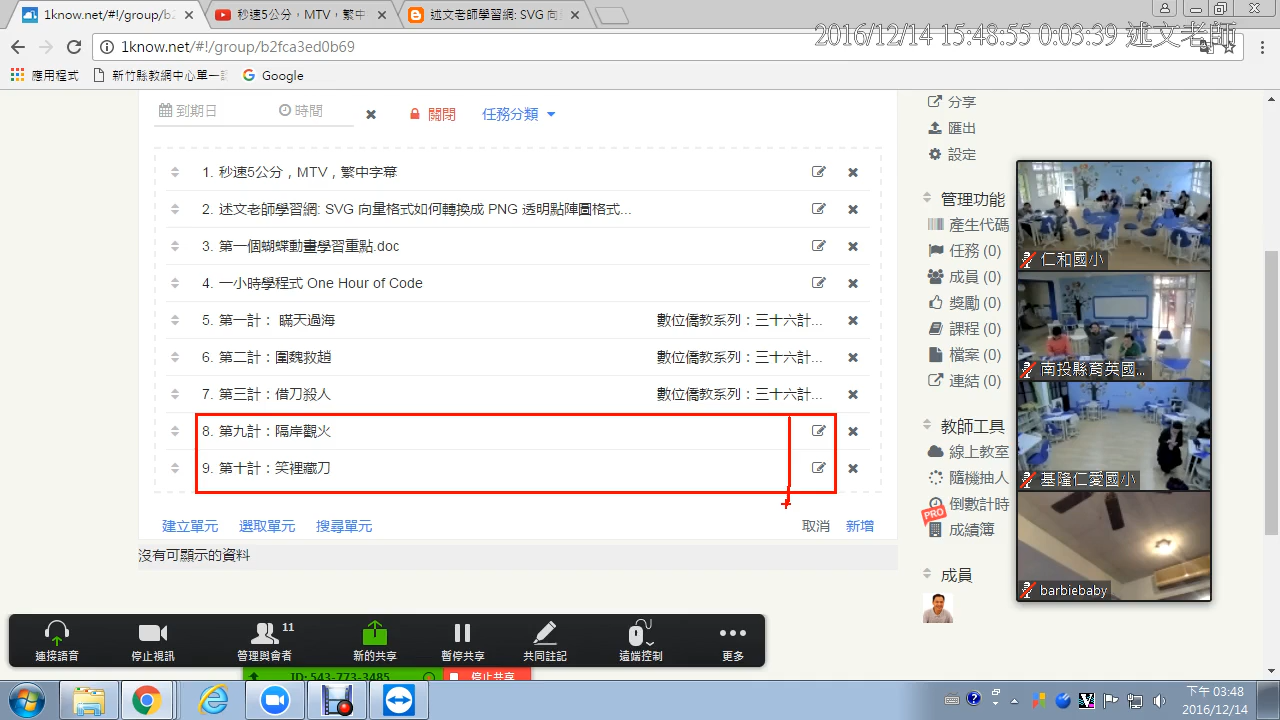 1know.net/#!/group/b2
秒速5公分，MTV，繁中
述文老師學習網: SVG 向
1know.net/#!/group/b2fca3ed0b69
2016/12/14 15:48:55 0:03:39 述文老師
應用程式
新竹縣教網中心單一
Google
到期日
時間
關閉
任務分類
1. 秒速5公分，MTV，繁中字幕
2. 述文老師學習網: SVG 向量格式如何轉換成 PNG 透明點陣圖格式...
3. 第一個蝴蝶動畫學習重點.doc
4. 一小時學程式 One Hour of Code
5. 第一計： 瞞天過海
數位僑教系列：三十六計...
6. 第二計：圍魏救趙
數位僑教系列：三十六計...
7. 第三計：借刀殺人
數位僑教系列：三十六計...
8. 第九計：隔岸觀火
9. 第十計：笑裡藏刀
建立單元
選取單元
搜尋單元
取消
新增
沒有可顯示的資料
分享
匯出
設定
管理功能
產生代碼
任務 (0)
成員 (0)
獎勵 (0)
課程 (0)
檔案 (0)
連結 (0)
教師工具
線上教室
隨機抽人
倒數計時
PRO
成績簿
成員
仁和國小
南投縣育英國...
基隆仁愛國小
barbiebaby
連接語音
停止視訊
11
管理與會者
新的共享
暫停共享
共同註記
遠端控制
更多
ID: 545-773-3485
停止共享
下午 03:48
2016/12/14